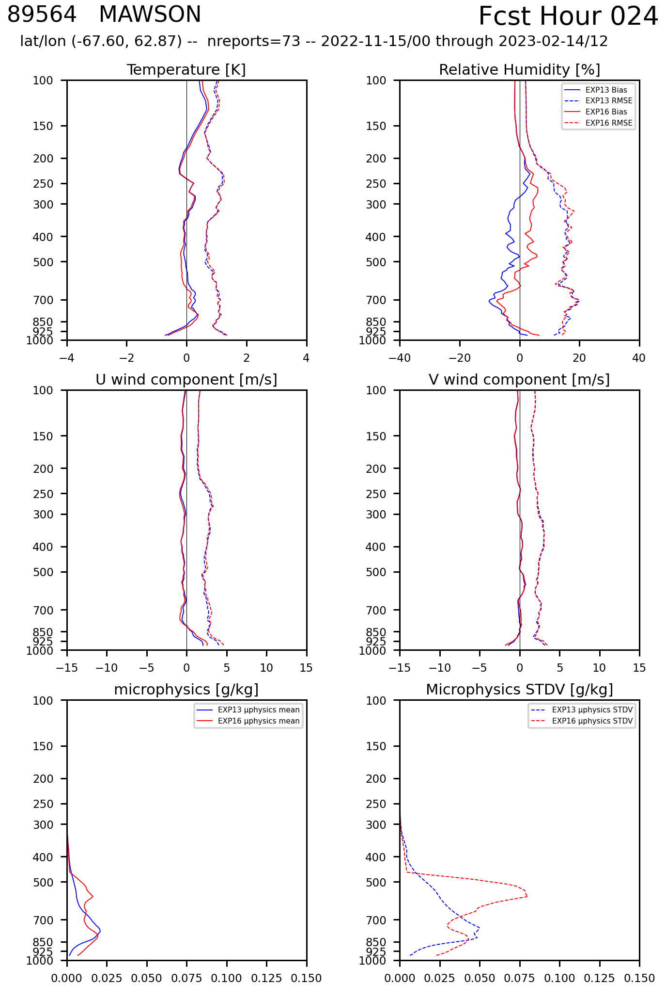 89564   MAWSON
Fcst Hour 024
lat/lon (-67.60, 62.87) --  nreports=73 -- 2022-11-15/00 through 2023-02-14/12
Temperature [K]
100
150
200
250
300
400
500
700
850
925
1000
−4 −2 0 2 4
Relative Humidity [%]
EXP13 Bias
EXP13 RMSE
EXP16 Bias
EXP16 RMSE
100
150
200
250
300
400
500
700
850
925
1000
−40 −20 0 20 40
U wind component [m/s]
100
150
200
250
300
400
500
700
850
925
1000
−15 −10 −5 0 5 10 15
V wind component [m/s]
100
150
200
250
300
400
500
700
850
925
1000
−15 −10 −5 0 5 10 15
microphysics [g/kg]
EXP13 μphysics mean
EXP16 μphysics mean
100
150
200
250
300
400
500
700
850
925
1000
0.000 0.025 0.050 0.075 0.100 0.125 0.150
Microphysics STDV [g/kg]
EXP13 μphysics STDV
EXP16 μphysics STDV
100
150
200
250
300
400
500
700
850
925
1000
0.000 0.025 0.050 0.075 0.100 0.125 0.150